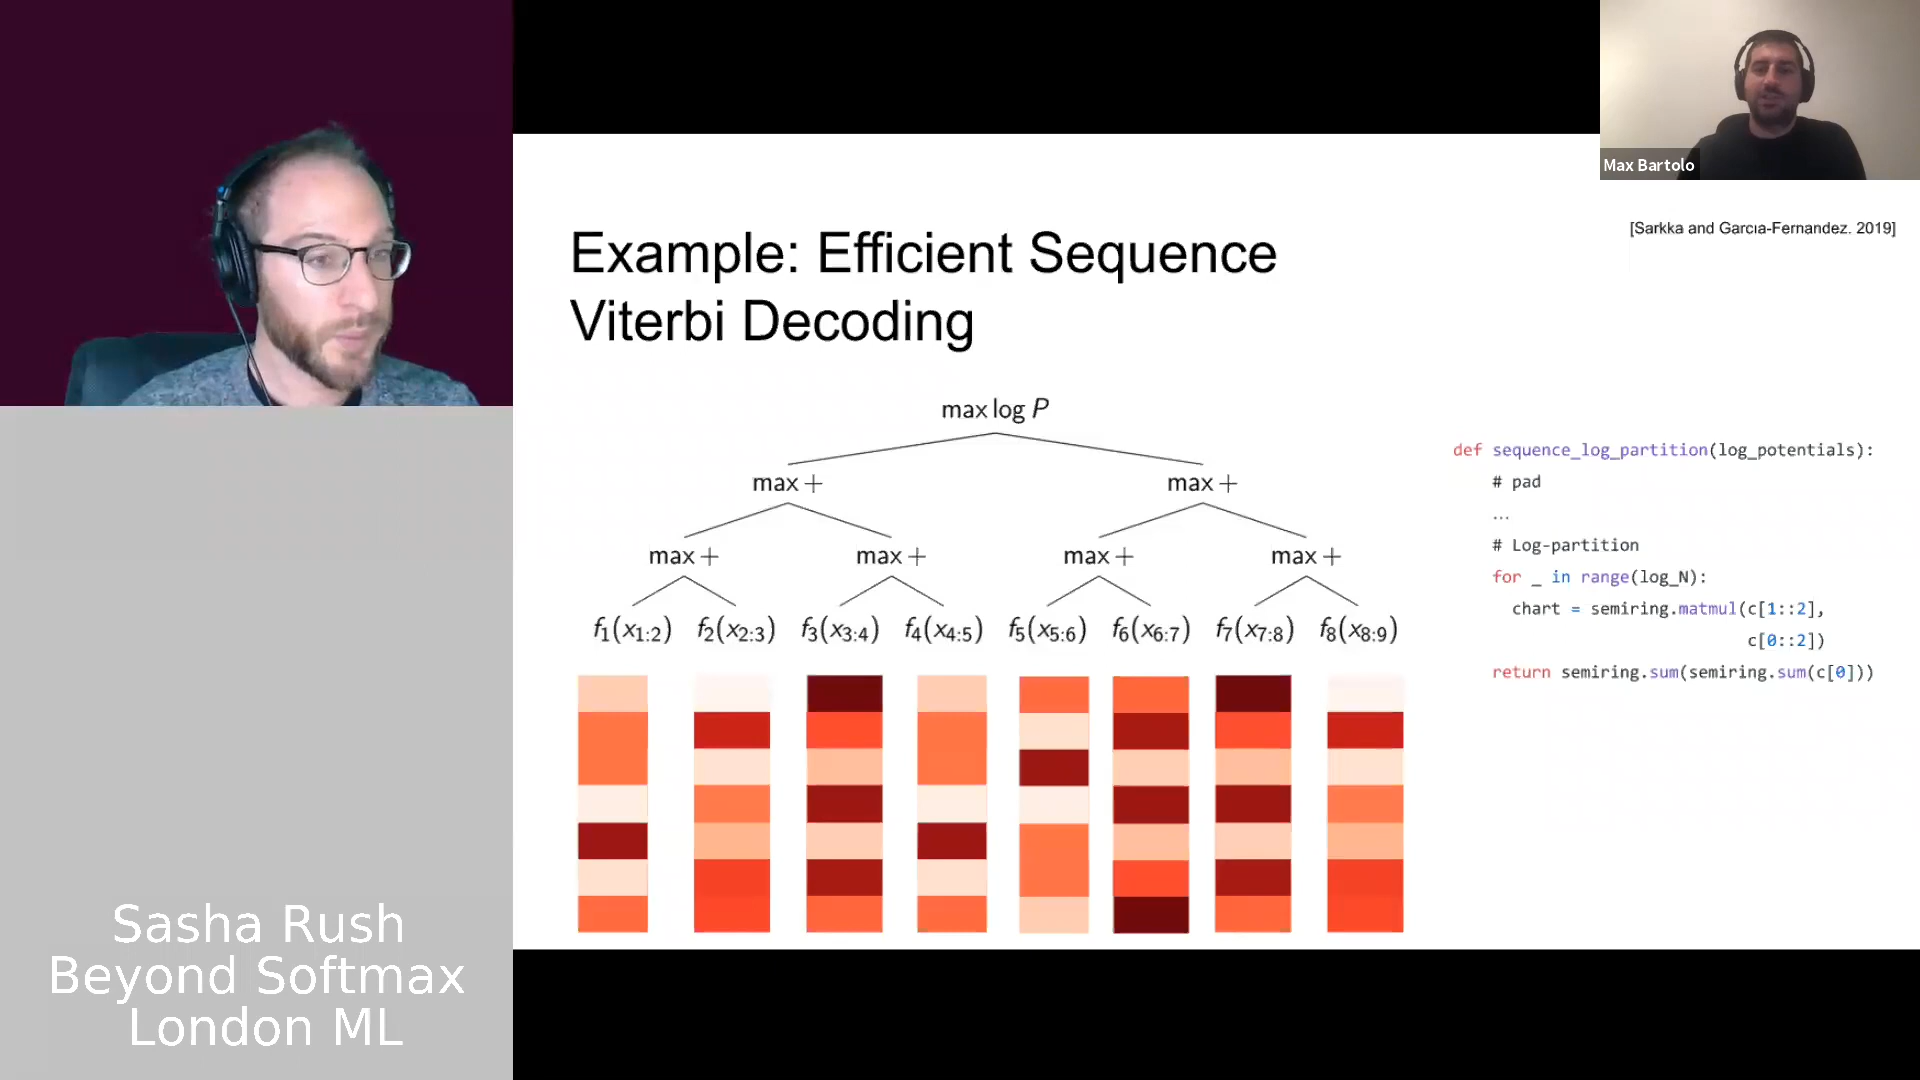 Max Bartolo
[Sarkka and Garcıa-Fernandez. 2019]
Example: Efficient Sequence
Viterbi Decoding
max log P
max + max +
max + max + max + max +
f₁(x₁:₂) f₂(x₂:₃) f₃(x₃:₄) f₄(x₄:₅) f₅(x₅:₆) f₆(x₆:₇) f₇(x₇:₈) f₈(x₈:₉)
def sequence_log_partition(log_potentials):
# pad
...
# Log-partition
for _ in range(log_N):
chart = semiring.matmul(c[1::2],
c[0::2])
return semiring.sum(semiring.sum(c[0]))
Sasha Rush
Beyond Softmax
London ML